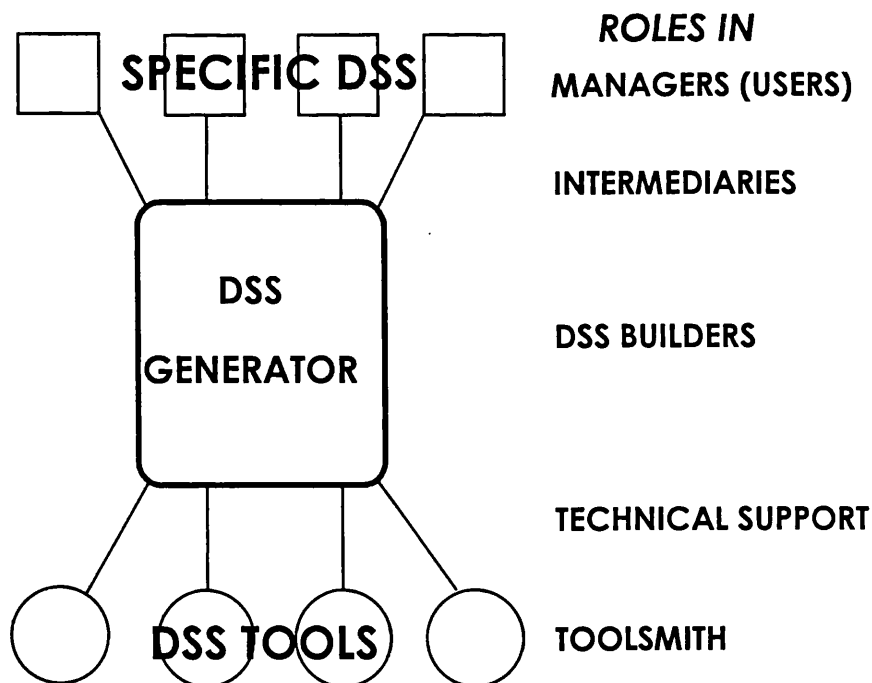 ROLES IN
SPECIFIC DSS
MANAGERS (USERS)
INTERMEDIARIES
DSS
GENERATOR
DSS BUILDERS
TECHNICAL SUPPORT
DSS TOOLS
TOOLSMITH